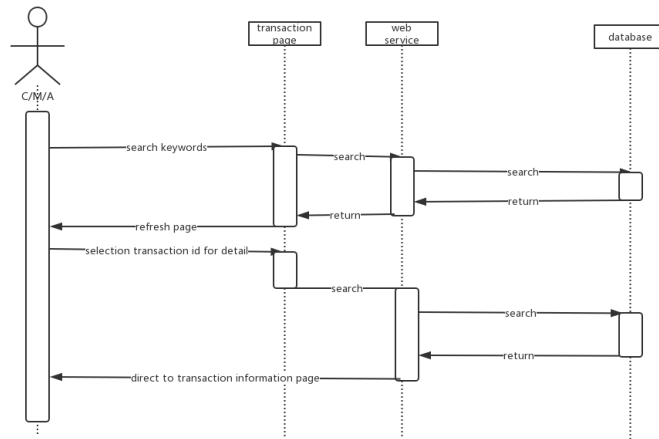 transaction
page
web
service
database
C/M/A
search keywords
search
search
return
return
refresh page
selection transaction id for detail
search
search
return
direct to transaction information page